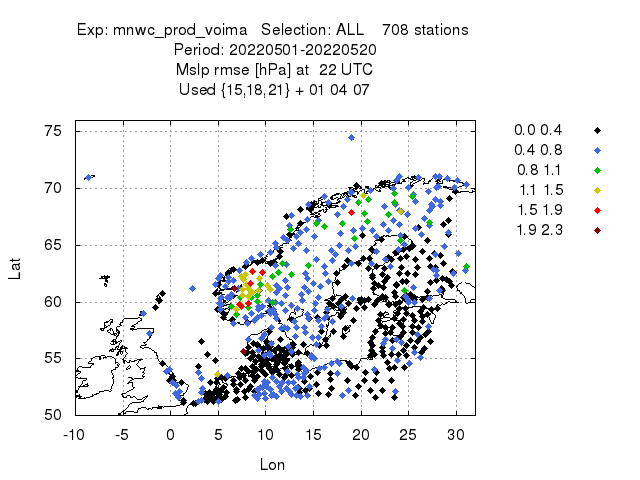 Exp: mnwc_prod_voima   Selection: ALL    708 stations
Period: 20220501-20220520
Mslp rmse [hPa] at  22 UTC
Used {15,18,21} + 01 04 07
0.0 0.4
0.4 0.8
0.8 1.1
1.1 1.5
1.5 1.9
1.9 2.3
75
70
65
60
55
50
Lat
-10 -5 0 5 10 15 20 25 30
Lon